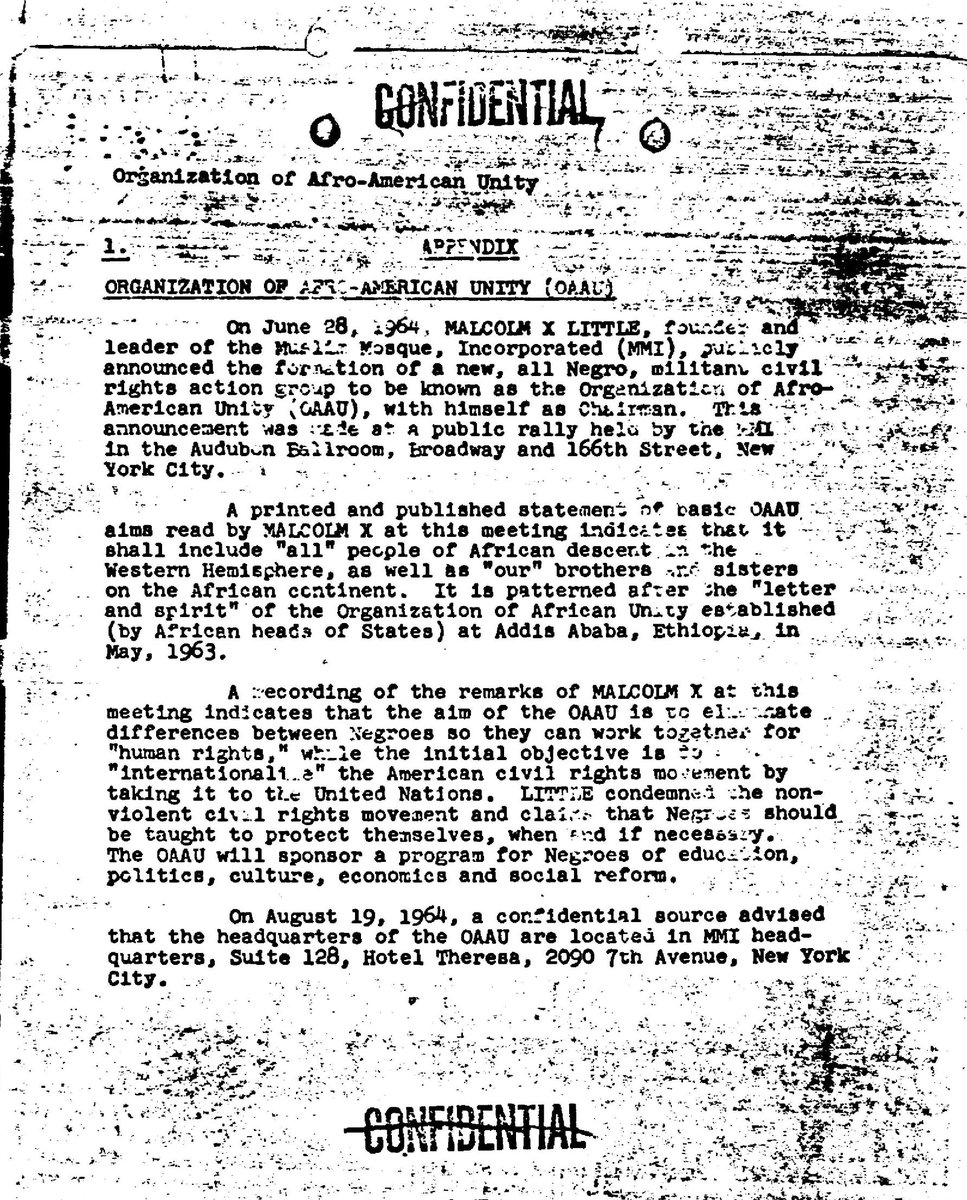 CONFIDENTIAL
Organization of Afro-American Unity
1.
APPENDIX
ORGANIZATION OF AFRO-AMERICAN UNITY (OAAU)
On June 28, 1964, MALCOLM X LITTLE, founder and
leader of the Muslim Mosque, Incorporated (MMI), publicly
announced the formation of a new, all Negro, militant civil
rights action group to be known as the Organization of Afro-
American Unity (OAAU), with himself as Chairman. This
announcement was made at a public rally held by the MMI
in the Audubon Ballroom, Broadway and 166th Street, New
York City.
A printed and published statement of basic OAAU
aims read by MALCOLM X at this meeting indicates that it
shall include "all" people of African descent in the
Western Hemisphere, as well as "our" brothers and sisters
on the African continent. It is patterned after the "letter
and spirit" of the Organization of African Unity established
(by African heads of States) at Addis Ababa, Ethiopia, in
May, 1963.
A recording of the remarks of MALCOLM X at this
meeting indicates that the aim of the OAAU is to eliminate
differences between Negroes so they can work together for
"human rights," while the initial objective is to
"internationalize" the American civil rights movement by
taking it to the United Nations. LITTLE condemned the non-
violent civil rights movement and claims that Negroes should
be taught to protect themselves, when and if necessary.
The OAAU will sponsor a program for Negroes of education,
politics, culture, economics and social reform.
On August 19, 1964, a confidential source advised
that the headquarters of the OAAU are located in MMI head-
quarters, Suite 128, Hotel Theresa, 2090 7th Avenue, New York
City.
CONFIDENTIAL